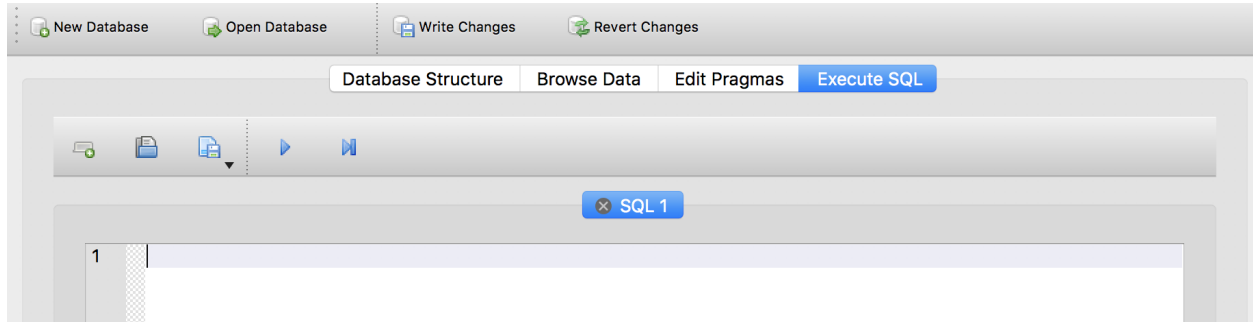 New Database Open Database Write Changes Revert Changes
Database Structure Browse Data Edit Pragmas Execute SQL
SQL 1
1